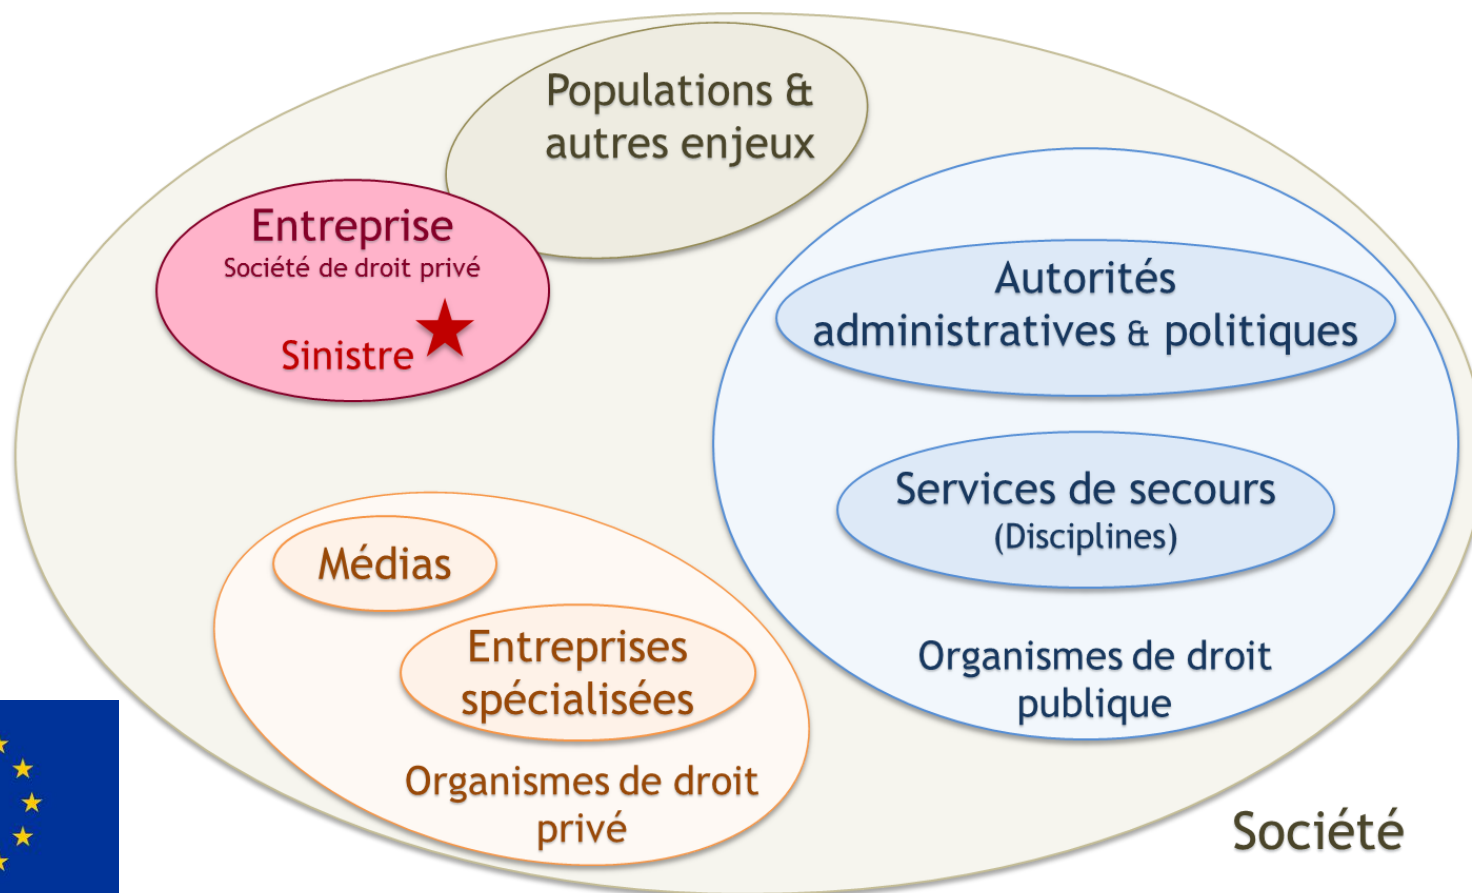 Populations &
autres enjeux
Entreprise
Société de droit privé
Sinistre
Autorités
administratives & politiques
Services de secours
(Disciplines)
Organismes de droit
publique
Médias
Entreprises
spécialisées
Organismes de droit
privé
Société